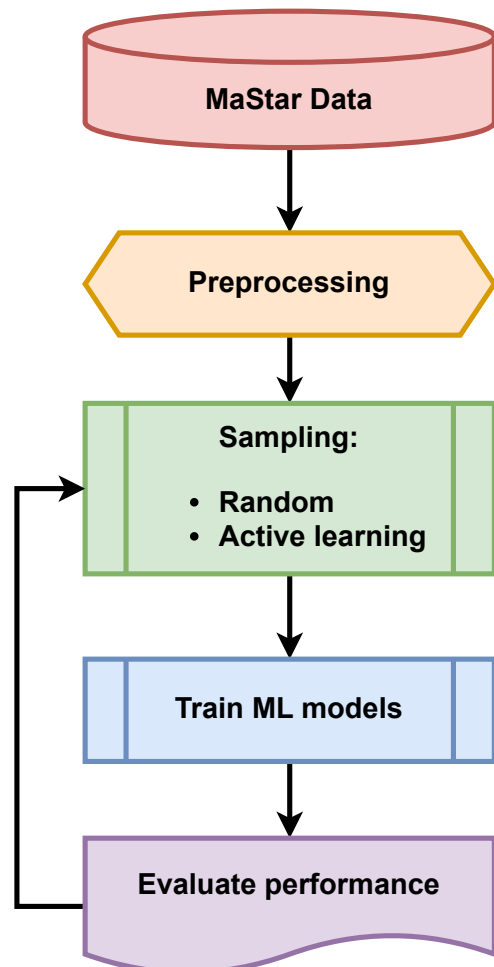 MaStar Data
Preprocessing
Sampling:
• Random
• Active learning
Train ML models
Evaluate performance